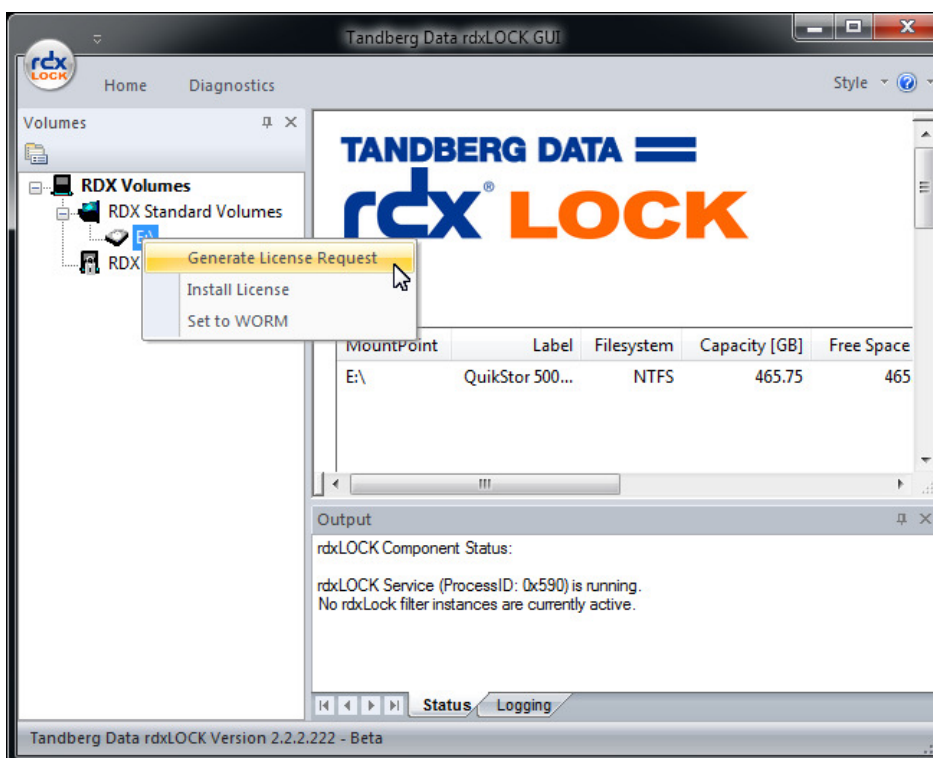 Tandberg Data rdxLOCK GUI
rdx
LOCK
Home Diagnostics
Style
Volumes
RDX Volumes
RDX Standard Volumes
E:\
RDX
Generate License Request
Install License
Set to WORM
TANDBERG DATA
rdx® LOCK
MountPoint Label Filesystem Capacity [GB] Free Space
E:\ QuikStor 500... NTFS 465.75 465
Output
rdxLOCK Component Status:
rdxLOCK Service (ProcessID: 0x590) is running.
No rdxLock filter instances are currently active.
Status Logging
Tandberg Data rdxLOCK Version 2.2.2.222 - Beta